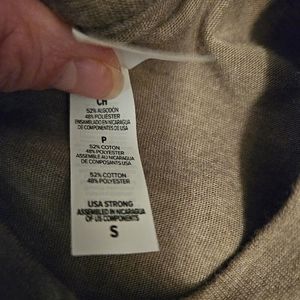 CH
52% ALGODÓN
48% POLIÉSTER
ENSAMBLADO EN NICARAGUA
DE COMPONENTES DE USA
P
52% COTON
48% POLYESTER
ASSEMBLÉ AU NICARAGUA
DE COMPOSANTS USA
52% COTTON
48% POLYESTER
USA STRONG
ASSEMBLED IN NICARAGUA
OF US COMPONENTS
S